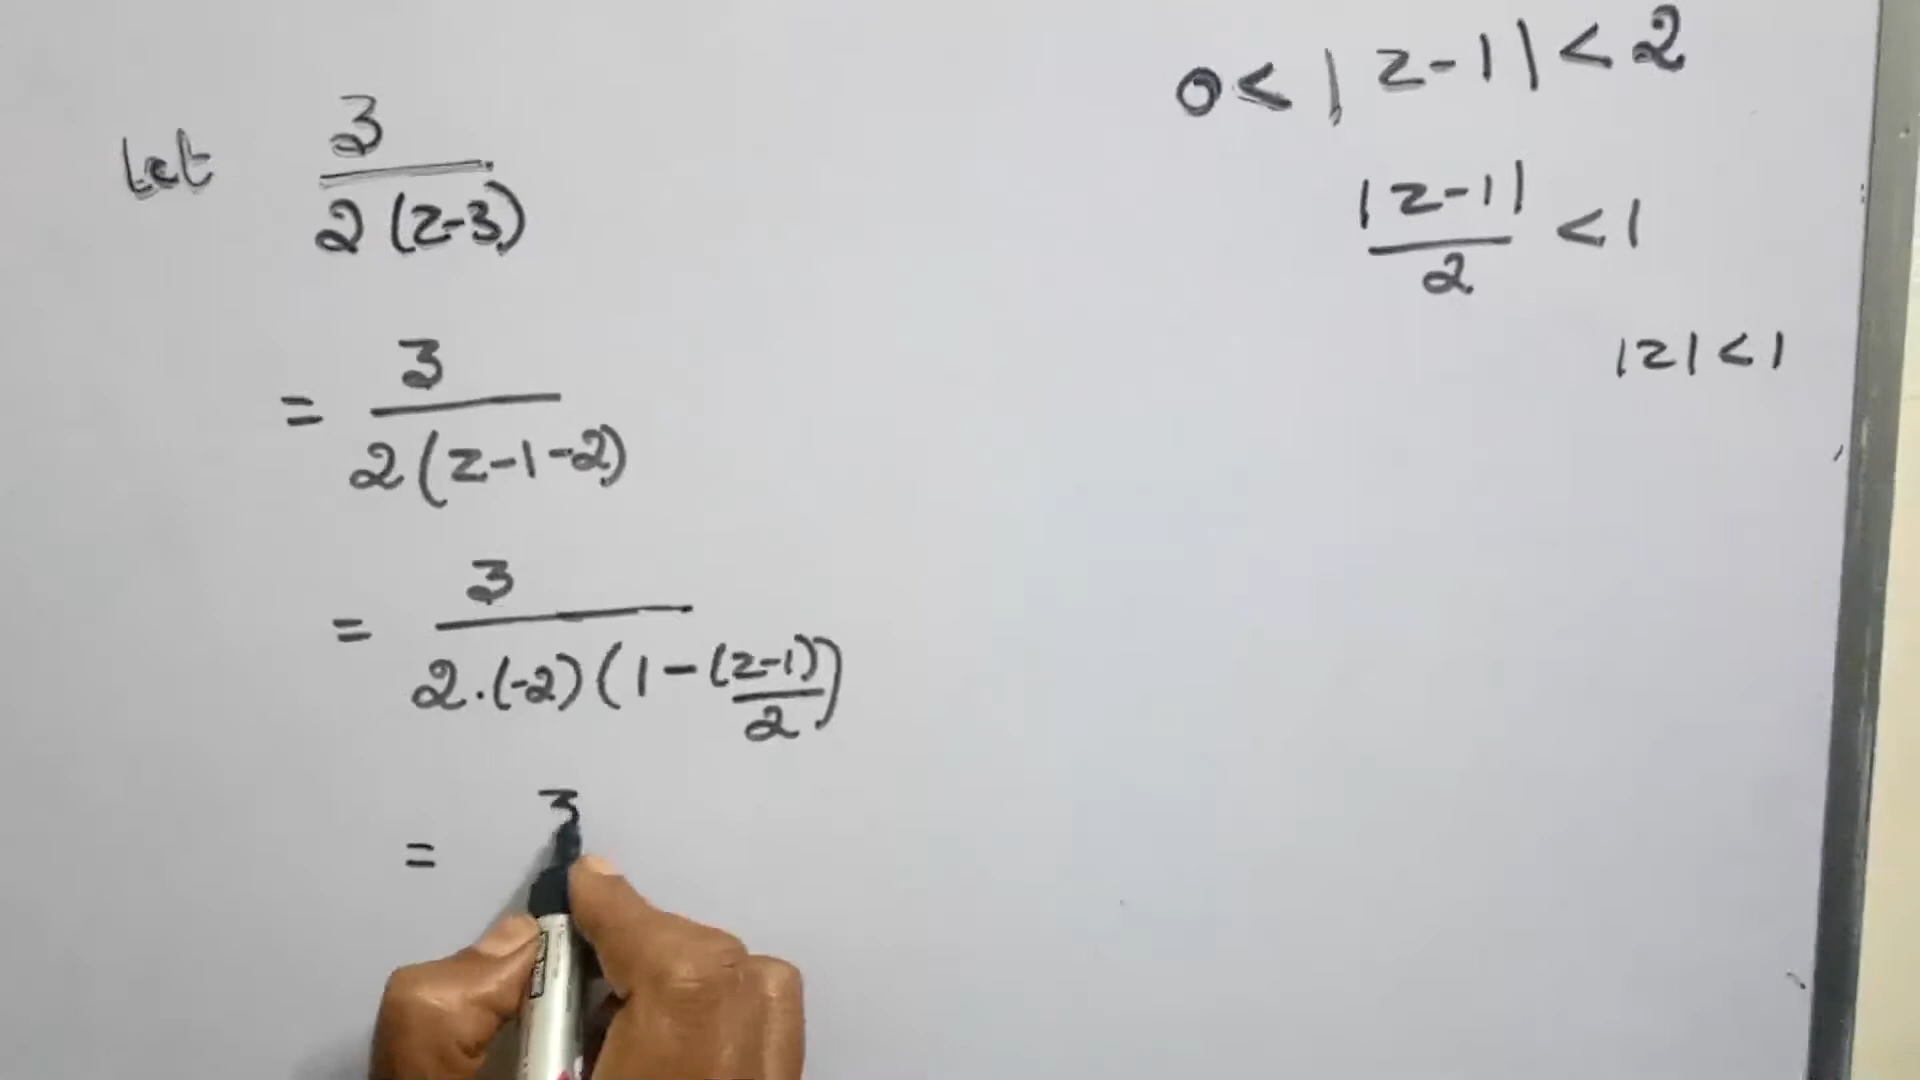 Let 3
2 (z-3)
= 3
2 (z-1-2)
= 3
2.(-2) (1-(z-1)
2)
= 3
0 < |z-1| < 2
|z-1|
2 < 1
|z| < 1